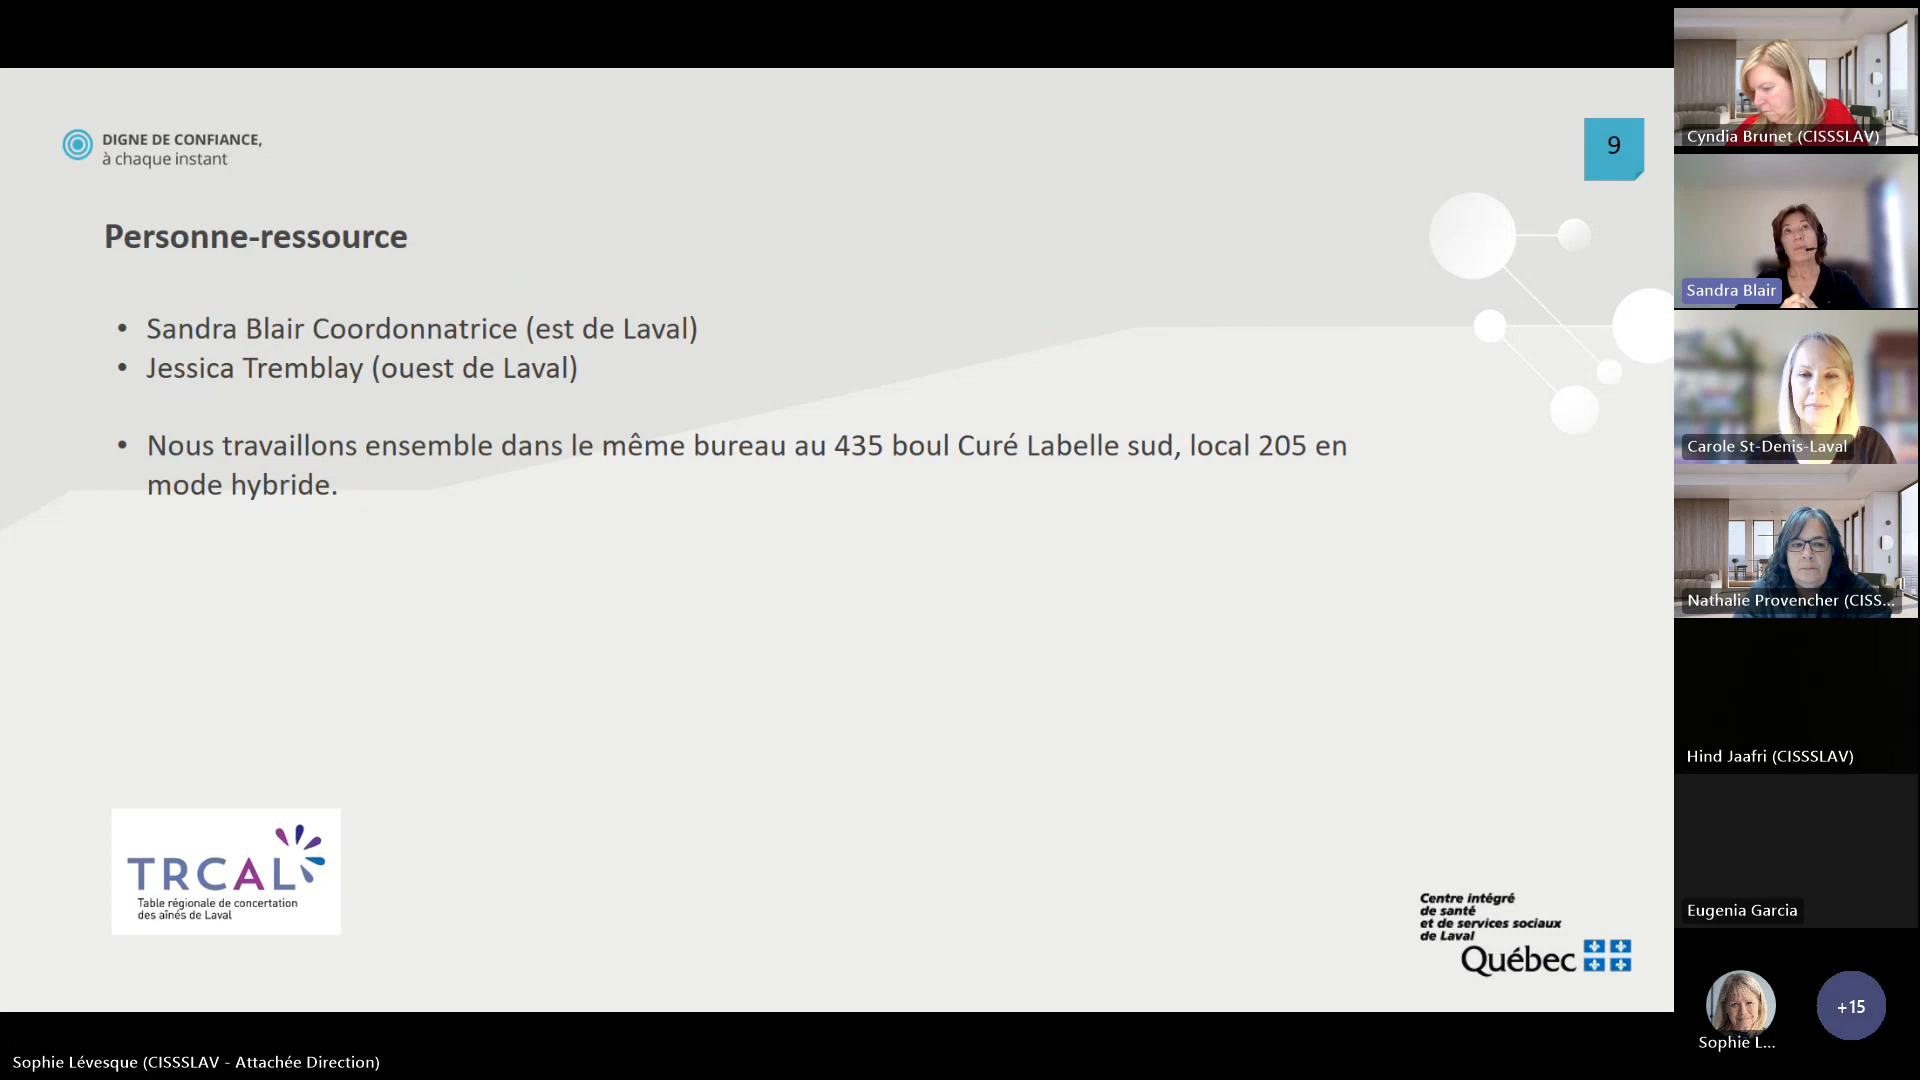 DIGNE DE CONFIANCE,
à chaque instant
9
Personne-ressource
• Sandra Blair Coordonnatrice (est de Laval)
• Jessica Tremblay (ouest de Laval)
• Nous travaillons ensemble dans le même bureau au 435 boul Curé Labelle sud, local 205 en
mode hybride.
TRCAL
Table régionale de concertation
des aînés de Laval
Centre intégré
de santé
et de services sociaux
de Laval
Québec
Cyndia Brunet (CISSSLAV)
Sandra Blair
Carole St-Denis-Laval
Nathalie Provencher (CISS...
Hind Jaafri (CISSSLAV)
Eugenia Garcia
Sophie L...
+15
Sophie Lévesque (CISSSLAV - Attachée Direction)